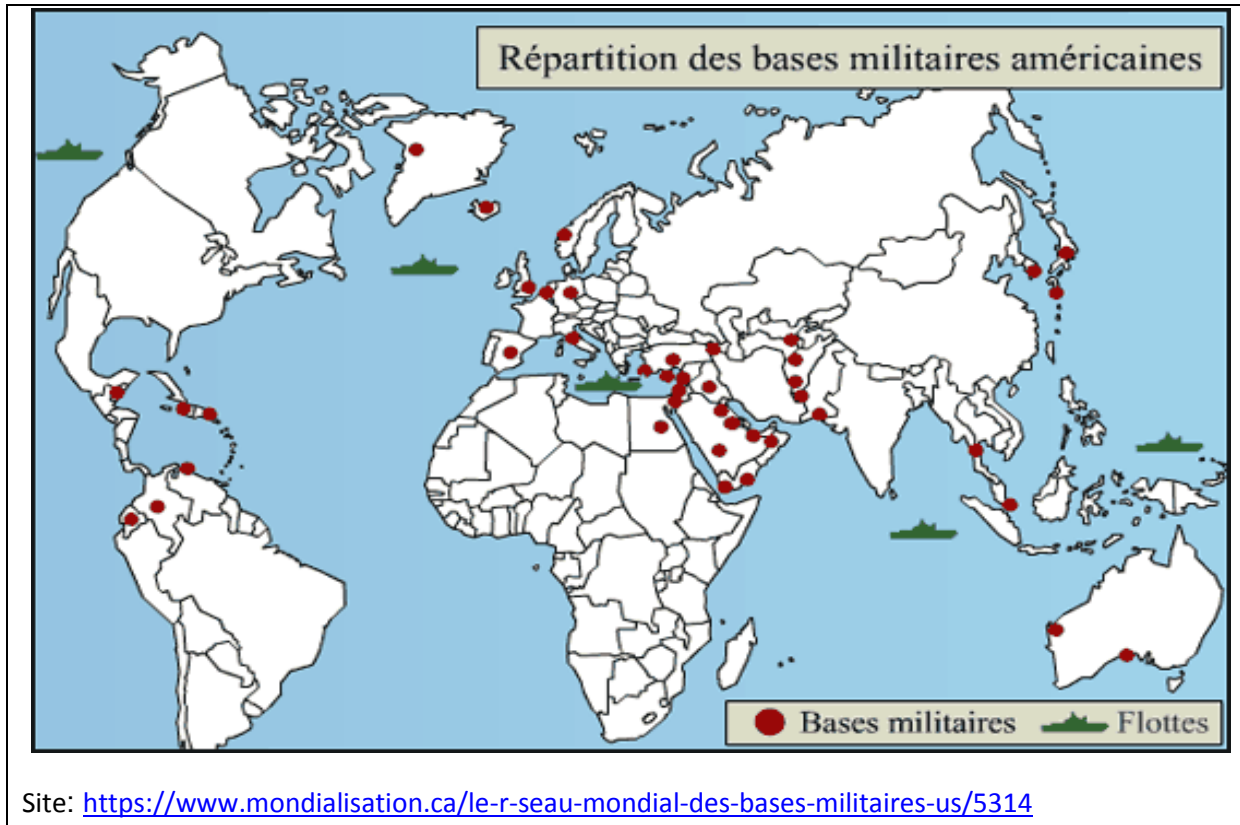 Répartition des bases militaires américaines
Bases militaires Flottes
Site: https://www.mondialisation.ca/le-r-seau-mondial-des-bases-militaires-us/5314